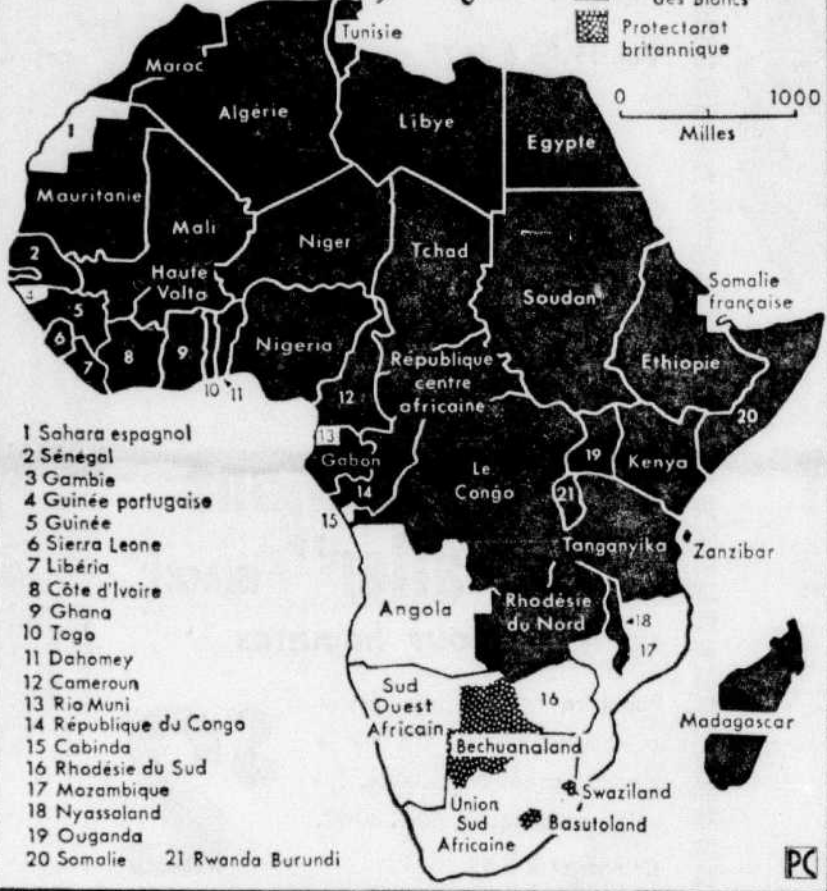 des Blancs
Protectorat
britannique
0 1000
Milles
Tunisie
Maroc
Algérie
Libye
Egypte
1
Mauritanie
Mali
Niger
Tchad
Soudan
Haute
Volta
Somalie
française
2
4
5
6
7
8
9
10
11
Nigeria
12
République
centre
africaine
Ethiopie
20
13
Gabon
14
15
Le
Congo
19
Kenya
21
Tanganyika
Zanzibar
Angola
Rhodésie
du Nord
18
17
Sud
Ouest
Africain
16
Bechuanaland
Madagascar
Swaziland
Union
Sud
Africaine
Basutoland
1 Sahara espagnol
2 Sénégal
3 Gambie
4 Guinée portugaise
5 Guinée
6 Sierra Leone
7 Libéria
8 Côte d'Ivoire
9 Ghana
10 Togo
11 Dahomey
12 Cameroun
13 Rio Muni
14 République du Congo
15 Cabinda
16 Rhodésie du Sud
17 Mozambique
18 Nyassaland
19 Ouganda
20 Somalie 21 Rwanda Burundi
PC